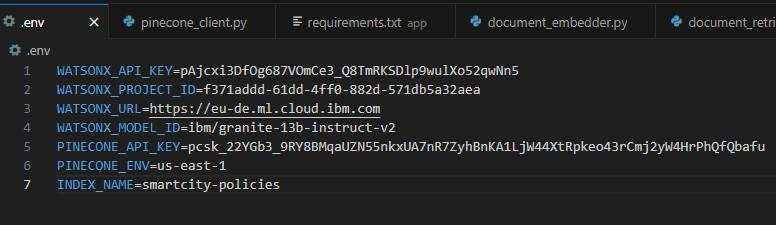 .env
pinecone_client.py
requirements.txt app
document_embedder.py
document_retri
.env
1 WATSONX_API_KEY=pAjcxi3DfOg687VOmCe3_Q8TmRKSDlp9wulXo52qwNn5
2 WATSONX_PROJECT_ID=f371addd-61dd-4ff0-882d-571db5a32aea
3 WATSONX_URL=https://eu-de.ml.cloud.ibm.com
4 WATSONX_MODEL_ID=ibm/granite-13b-instruct-v2
5 PINECONE_API_KEY=pcsk_22YGb3_9RY8BMqaUZN55nkxUA7nR7ZyhBnKA1LjW44XtRpkeo43rCmj2yW4HrPhQfQbafu
6 PINECONE_ENV=us-east-1
7 INDEX_NAME=smartcity-policies